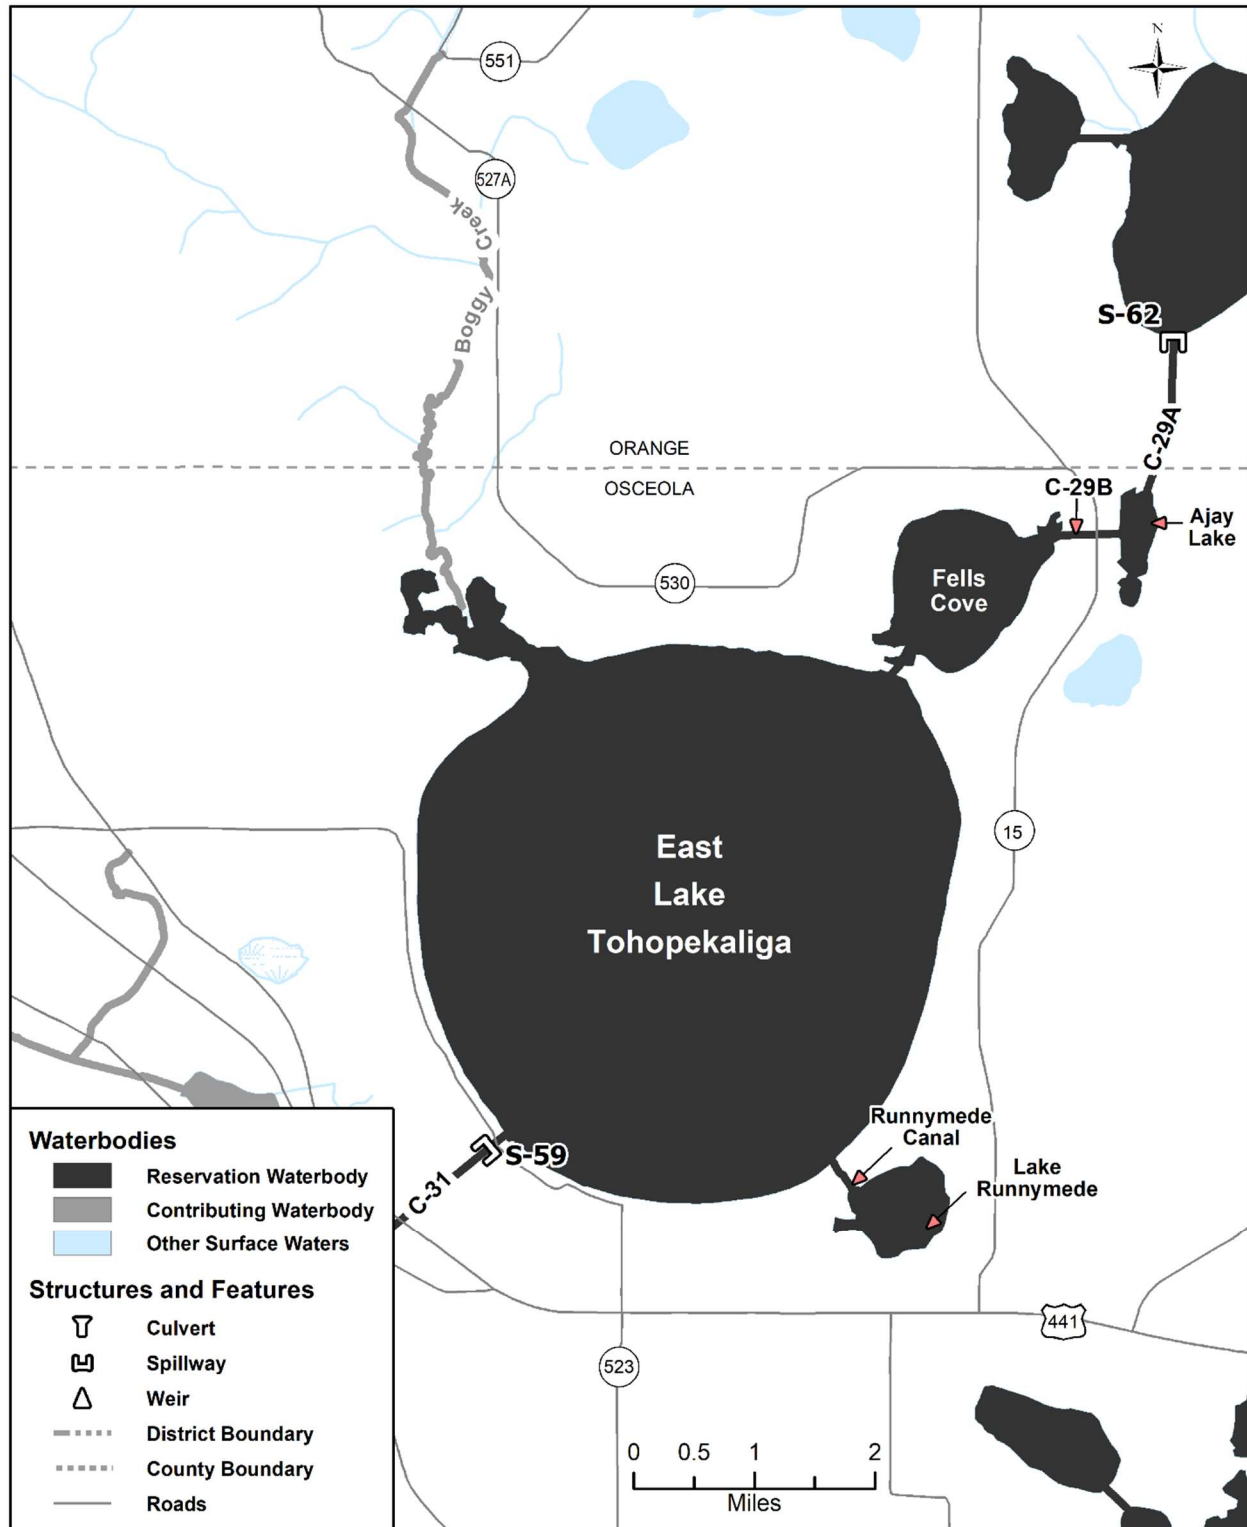 N
551
527A
Creek
Boggy
S-62
C-29A
ORANGE
OSCEOLA
C-29B
Ajay
Lake
Fells
Cove
530
East
Lake
Tohopekaliga
15
Runnymede
Canal
Lake
Runnymede
S-59
C-31
441
523
0 0.5 1 2
Miles
Waterbodies
Reservation Waterbody
Contributing Waterbody
Other Surface Waters
Structures and Features
Culvert
Spillway
Weir
District Boundary
County Boundary
Roads